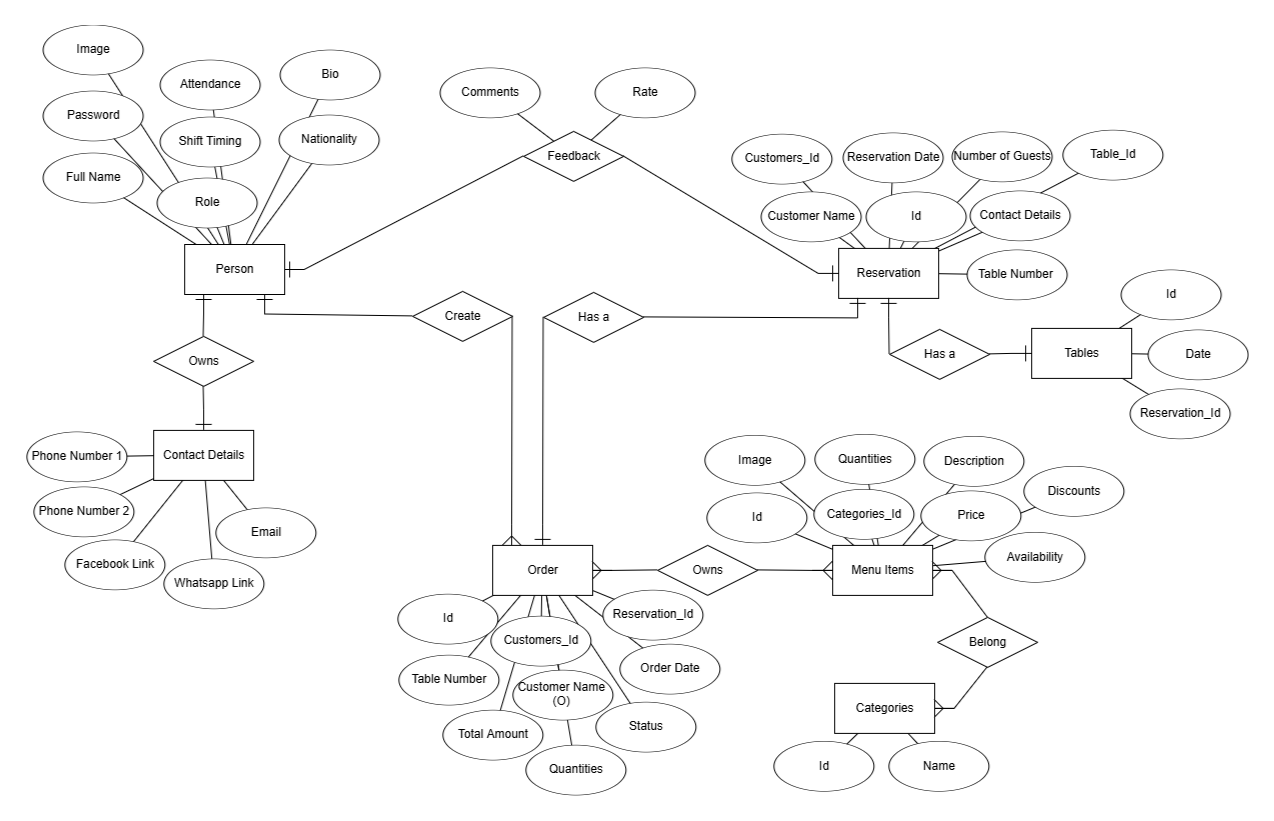 Image
Attendance
Bio
Password
Shift Timing
Nationality
Full Name
Role
Person
Comments
Rate
Feedback
Customers_Id
Reservation Date
Number of Guests
Table_Id
Customer Name
Id
Contact Details
Reservation
Table Number
Create
Has a
Has a
Id
Tables
Date
Reservation_Id
Owns
Contact Details
Phone Number 1
Phone Number 2
Facebook Link
Whatsapp Link
Email
Image
Quantities
Description
Discounts
Id
Categories_Id
Price
Availability
Order
Owns
Menu Items
Id
Customers_Id
Reservation_Id
Table Number
Customer Name
(O)
Order Date
Total Amount
Status
Quantities
Belong
Categories
Id
Name